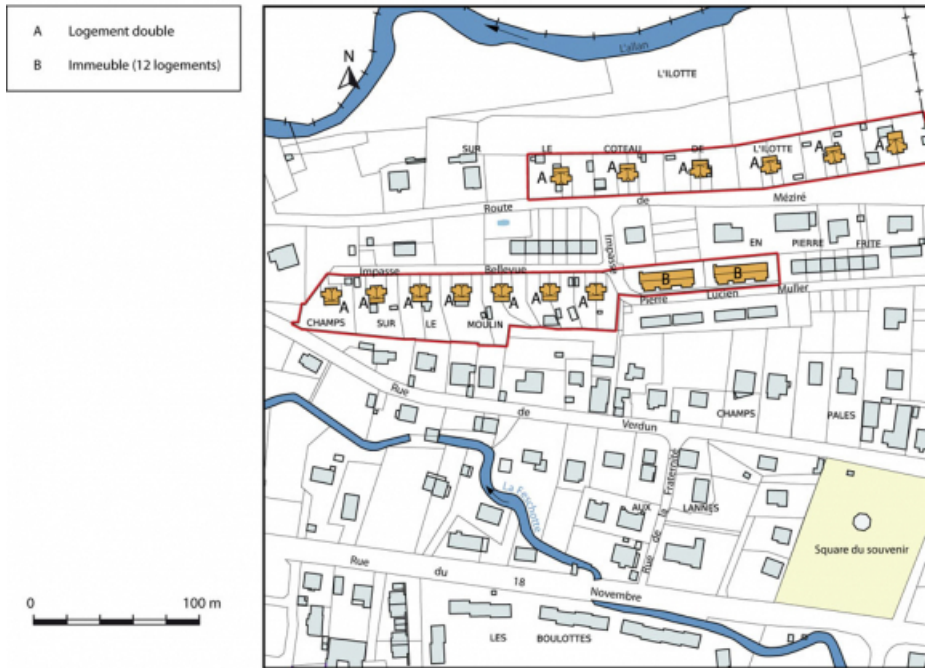 A Logement double
B Immeuble (12 logements)
N
L'allan
L'ILOTTE
SUR LE COTEAU DE L'ILOTTE
A A A A A A
Route de Méziré
Impasse
EN PIERRE FRITE
Impasse Bellevue
B B
Pierre Lucien Muller
A A A A A A A
CHAMPS SUR LE MOULIN
Rue de Verdun
CHAMPS PALES
La Feschotte
Rue de la Fraternité
AUX LANNES
Square du souvenir
Rue du 18 Novembre
0 100 m
LES BOULOTTES